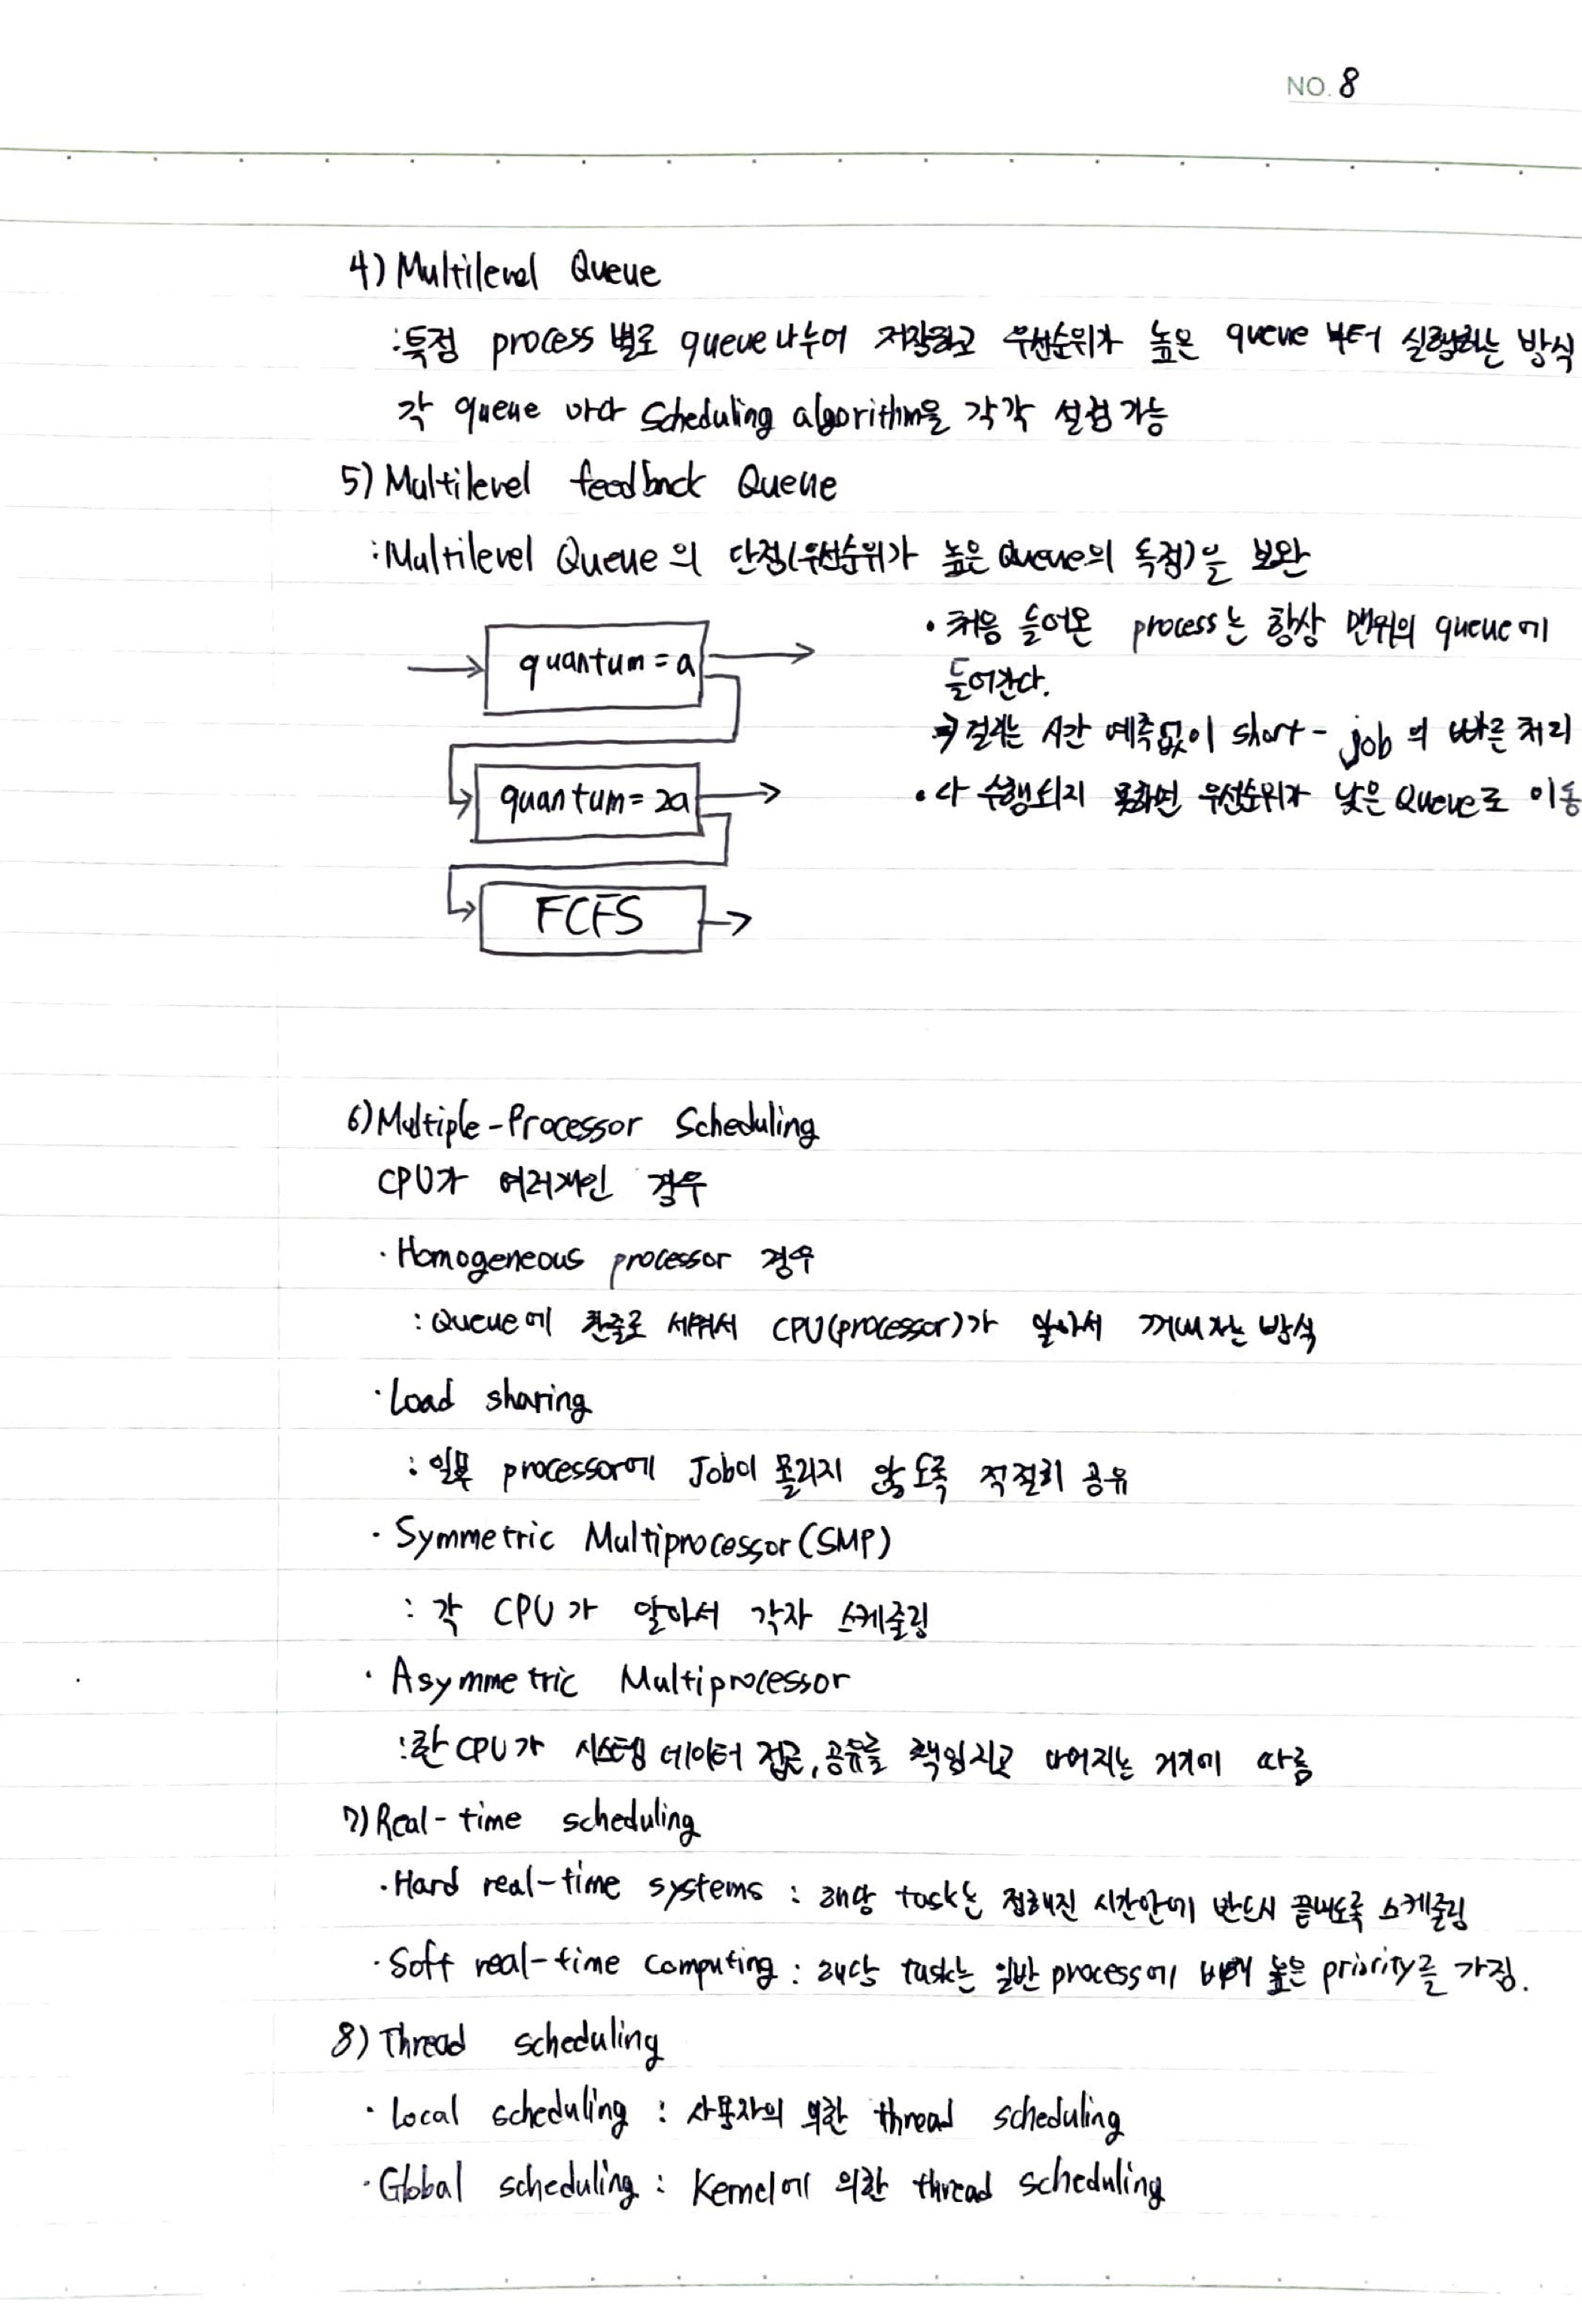 NO. 8
4) Multilevel Queue
: 특정 process 별로 queue 나누어 저장하고 우선순위가 높은 queue 부터 실행하는 방식
각 queue 마다 scheduling algorithm을 각각 설정 가능
5) Multilevel feedback Queue
: Multilevel Queue의 단점(우선순위가 높은 Queue의 독점)을 보완
quantum = a
• 처음 들어온 process는 항상 맨위의 queue에
들어간다.
→ 걸리는 시간 예측없이 short - job의 빠른 처리
quantum = 2a
• 다 수행되지 못하면 우선순위가 낮은 Queue로 이동
FCFS
6) Multiple-Processor Scheduling
CPU가 여러개인 경우
· Homogeneous processor 경우
: Queue에 한줄로 세워서 CPU(processor)가 알아서 꺼내가는 방식
· Load sharing
: 일부 processor에 Job이 몰리지 않도록 적절히 공유
· Symmetric Multiprocessor (SMP)
: 각 CPU가 알아서 각자 스케줄링
· Asymmetric Multiprocessor
: 한 CPU가 시스템 데이터 접근, 공유를 책임지고 나머지는 거기에 따름
7) Real-time scheduling
· Hard real-time systems : 해당 task는 정해진 시간안에 반드시 끝내도록 스케줄링
· Soft real-time computing : 해당 task는 일반 process에 비해 높은 priority를 가짐.
8) Thread scheduling
· Local scheduling : 사용자의 의한 thread scheduling
· Global scheduling : Kernel에 의한 thread scheduling